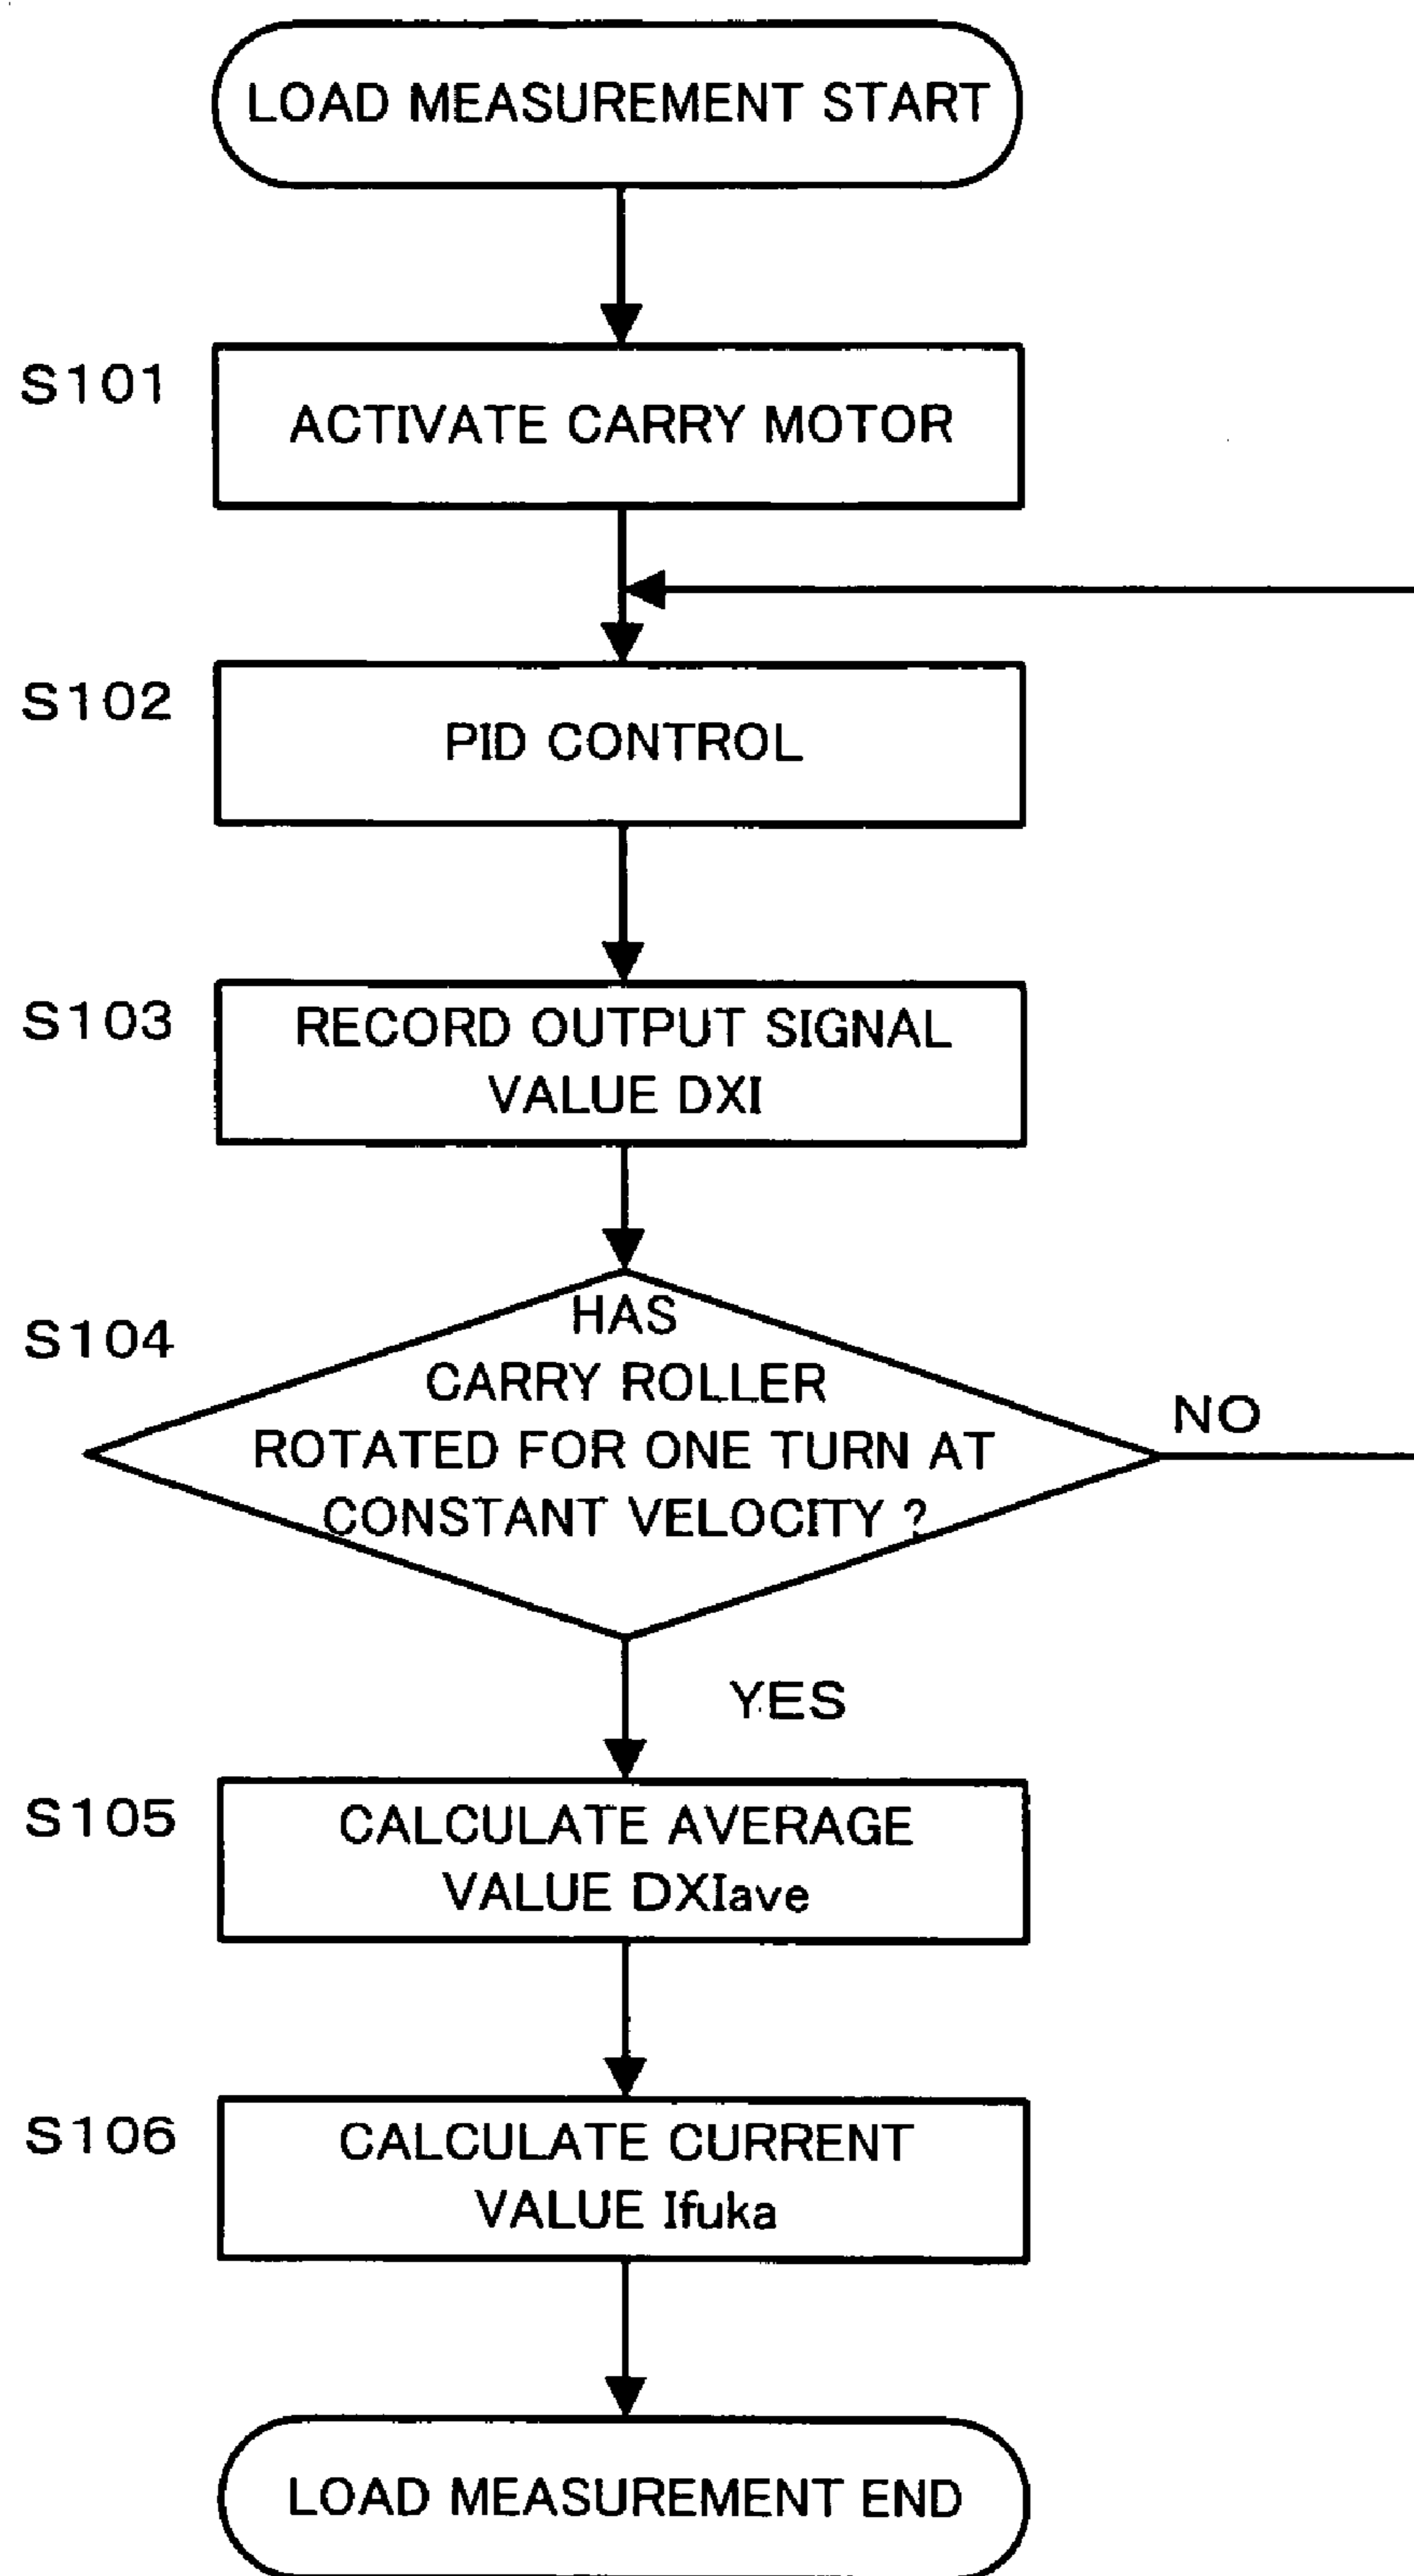 LOAD MEASUREMENT START
S101
ACTIVATE CARRY MOTOR
S102
PID CONTROL
S103
RECORD OUTPUT SIGNAL
VALUE DXI
S104
HAS
CARRY ROLLER
ROTATED FOR ONE TURN AT
CONSTANT VELOCITY ?
NO
YES
S105
CALCULATE AVERAGE
VALUE DXIave
S106
CALCULATE CURRENT
VALUE Ifuka
LOAD MEASUREMENT END